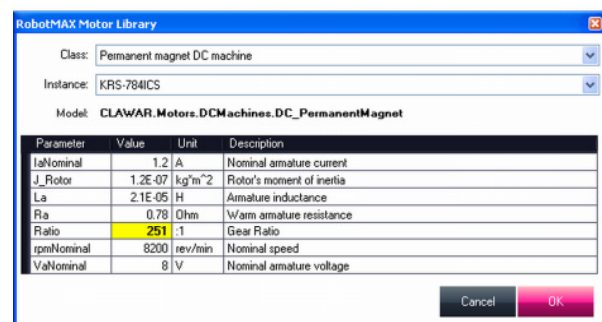 RobotMAX Motor Library
Class: Permanent magnet DC machine
Instance: KRS-784ICS
Model: CLAWAR.Motors.DCMachines.DC_PermanentMagnet
Parameter Value Unit Description
IaNominal 1.2 A Nominal armature current
J_Rotor 1.2E-07 kg*m^2 Rotor's moment of inertia
La 2.1E-05 H Armature inductance
Ra 0.78 Ohm Warm armature resistance
Ratio 251 :1 Gear Ratio
rpmNominal 8200 rev/min Nominal speed
VaNominal 8 V Nominal armature voltage
Cancel OK